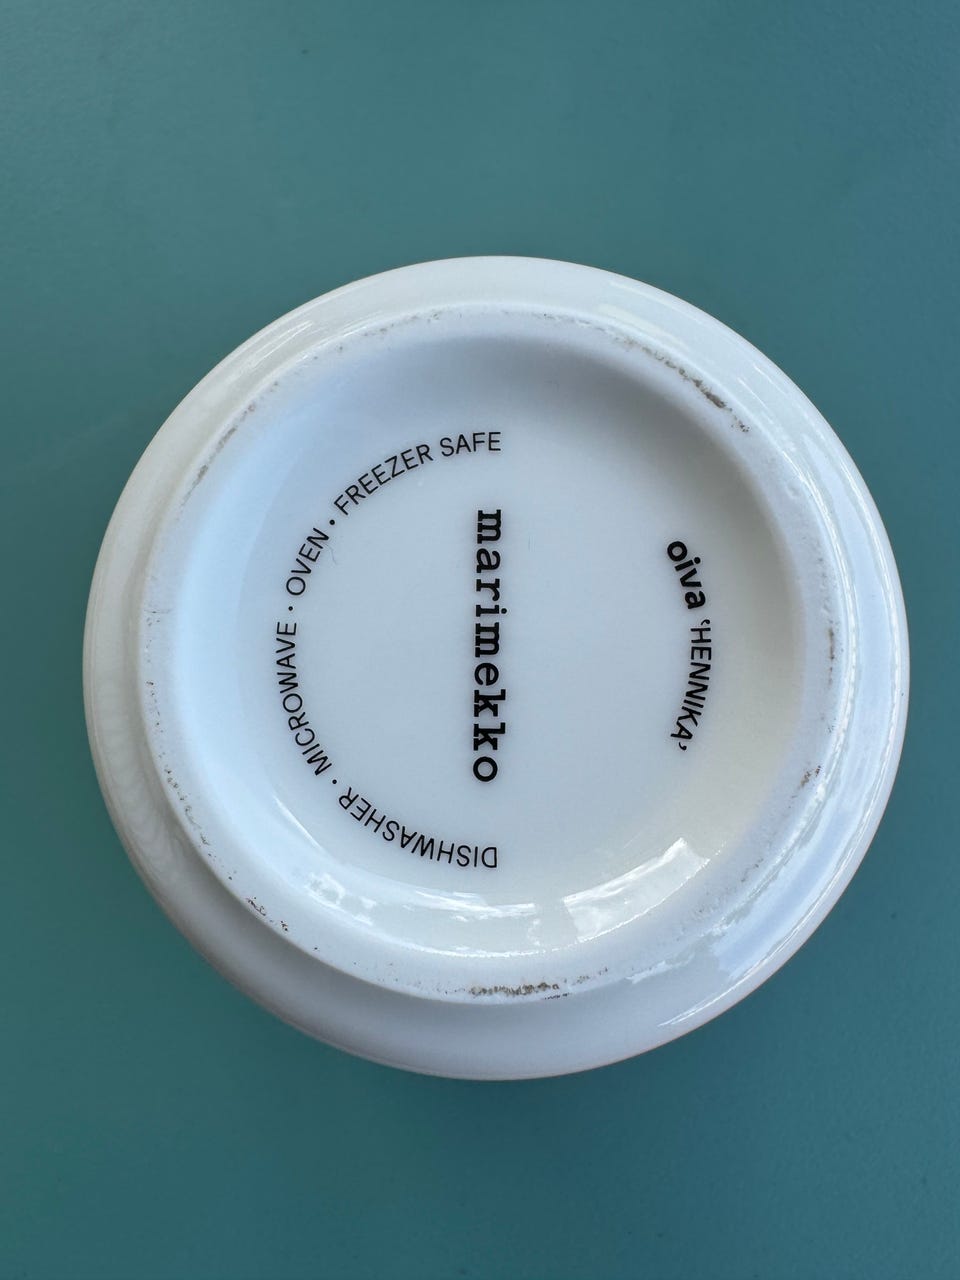 oiva ‘HENNIKA’
marimekko
DISHWASHER · MICROWAVE · OVEN · FREEZER SAFE